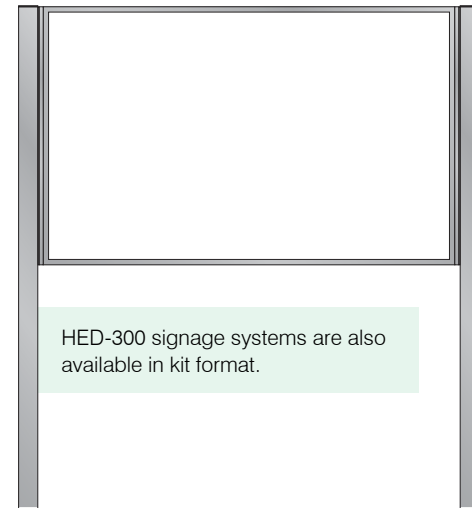 HED-300 signage systems are also
available in kit format.